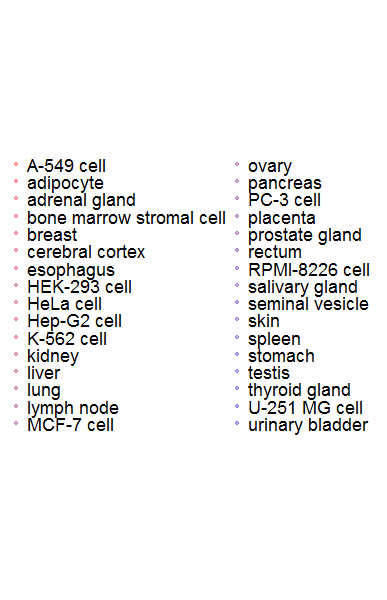 A-549 cell
adipocyte
adrenal gland
bone marrow stromal cell
breast
cerebral cortex
esophagus
HEK-293 cell
HeLa cell
Hep-G2 cell
K-562 cell
kidney
liver
lung
lymph node
MCF-7 cell
ovary
pancreas
PC-3 cell
placenta
prostate gland
rectum
RPMI-8226 cell
salivary gland
seminal vesicle
skin
spleen
stomach
testis
thyroid gland
U-251 MG cell
urinary bladder